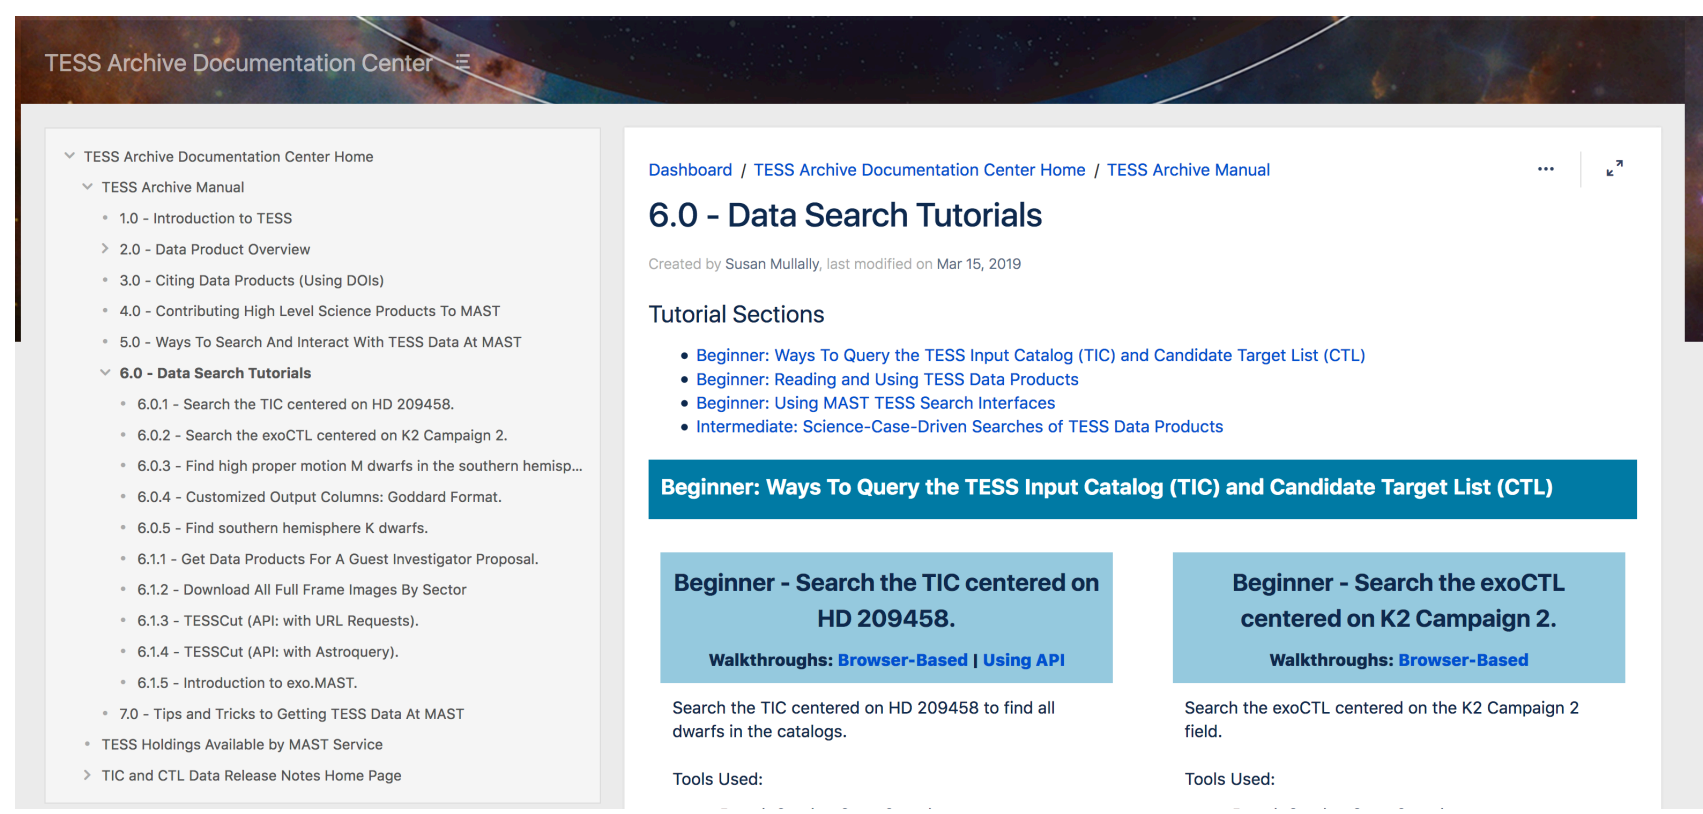 TESS Archive Documentation Center
TESS Archive Documentation Center Home
TESS Archive Manual
1.0 - Introduction to TESS
2.0 - Data Product Overview
3.0 - Citing Data Products (Using DOIs)
4.0 - Contributing High Level Science Products To MAST
5.0 - Ways To Search And Interact With TESS Data At MAST
6.0 - Data Search Tutorials
6.0.1 - Search the TIC centered on HD 209458.
6.0.2 - Search the exoCTL centered on K2 Campaign 2.
6.0.3 - Find high proper motion M dwarfs in the southern hemisp...
6.0.4 - Customized Output Columns: Goddard Format.
6.0.5 - Find southern hemisphere K dwarfs.
6.1.1 - Get Data Products For A Guest Investigator Proposal.
6.1.2 - Download All Full Frame Images By Sector
6.1.3 - TESSCut (API: with URL Requests).
6.1.4 - TESSCut (API: with Astroquery).
6.1.5 - Introduction to exo.MAST.
7.0 - Tips and Tricks to Getting TESS Data At MAST
TESS Holdings Available by MAST Service
TIC and CTL Data Release Notes Home Page
Dashboard / TESS Archive Documentation Center Home / TESS Archive Manual
6.0 - Data Search Tutorials
Created by Susan Mullally, last modified on Mar 15, 2019
Tutorial Sections
Beginner: Ways To Query the TESS Input Catalog (TIC) and Candidate Target List (CTL)
Beginner: Reading and Using TESS Data Products
Beginner: Using MAST TESS Search Interfaces
Intermediate: Science-Case-Driven Searches of TESS Data Products
Beginner: Ways To Query the TESS Input Catalog (TIC) and Candidate Target List (CTL)
Beginner - Search the TIC centered on
HD 209458.
Walkthroughs: Browser-Based | Using API
Search the TIC centered on HD 209458 to find all
dwarfs in the catalogs.
Tools Used:
Beginner - Search the exoCTL
centered on K2 Campaign 2.
Walkthroughs: Browser-Based
Search the exoCTL centered on the K2 Campaign 2
field.
Tools Used: